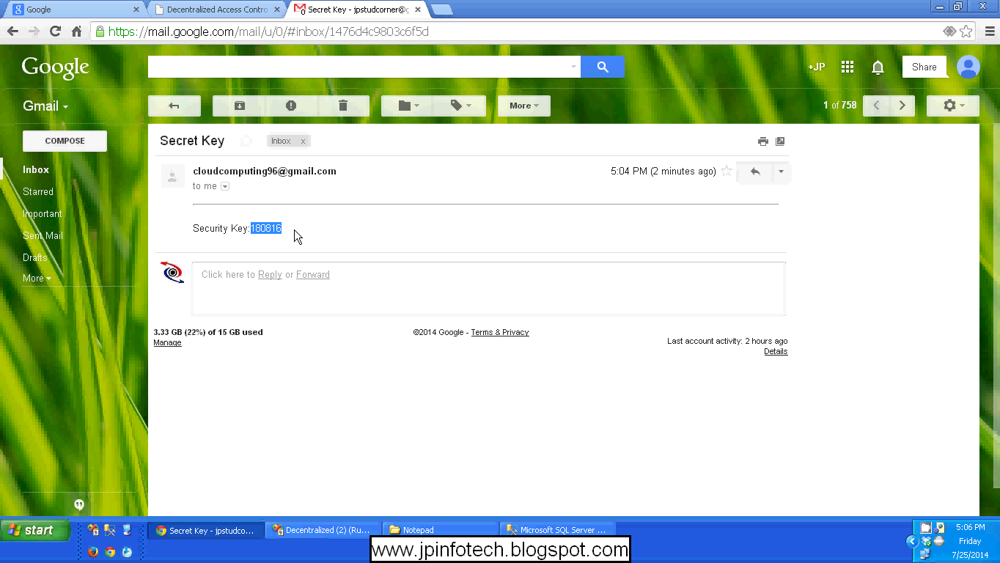 Google
Decentralized Access Contro
Secret Key - jpstudcorner@g
https://mail.google.com/mail/u/0/#inbox/1476d4c9803c6f5d
Google
+JP
Share
Gmail
More
1 of 758
COMPOSE
Secret Key
Inbox x
Inbox
cloudcomputing96@gmail.com
5:04 PM (2 minutes ago)
to me
Starred
Important
Sent Mail
Drafts
More
Security Key:180816
Click here to Reply or Forward
3.33 GB (22%) of 15 GB used
Manage
©2014 Google - Terms & Privacy
Last account activity: 2 hours ago
Details
start
Secret Key - jpstudco...
Decentralized (2) (Ru...
Notepad
Microsoft SQL Server ...
5:06 PM
Friday
7/25/2014
www.jpinfotech.blogspot.com